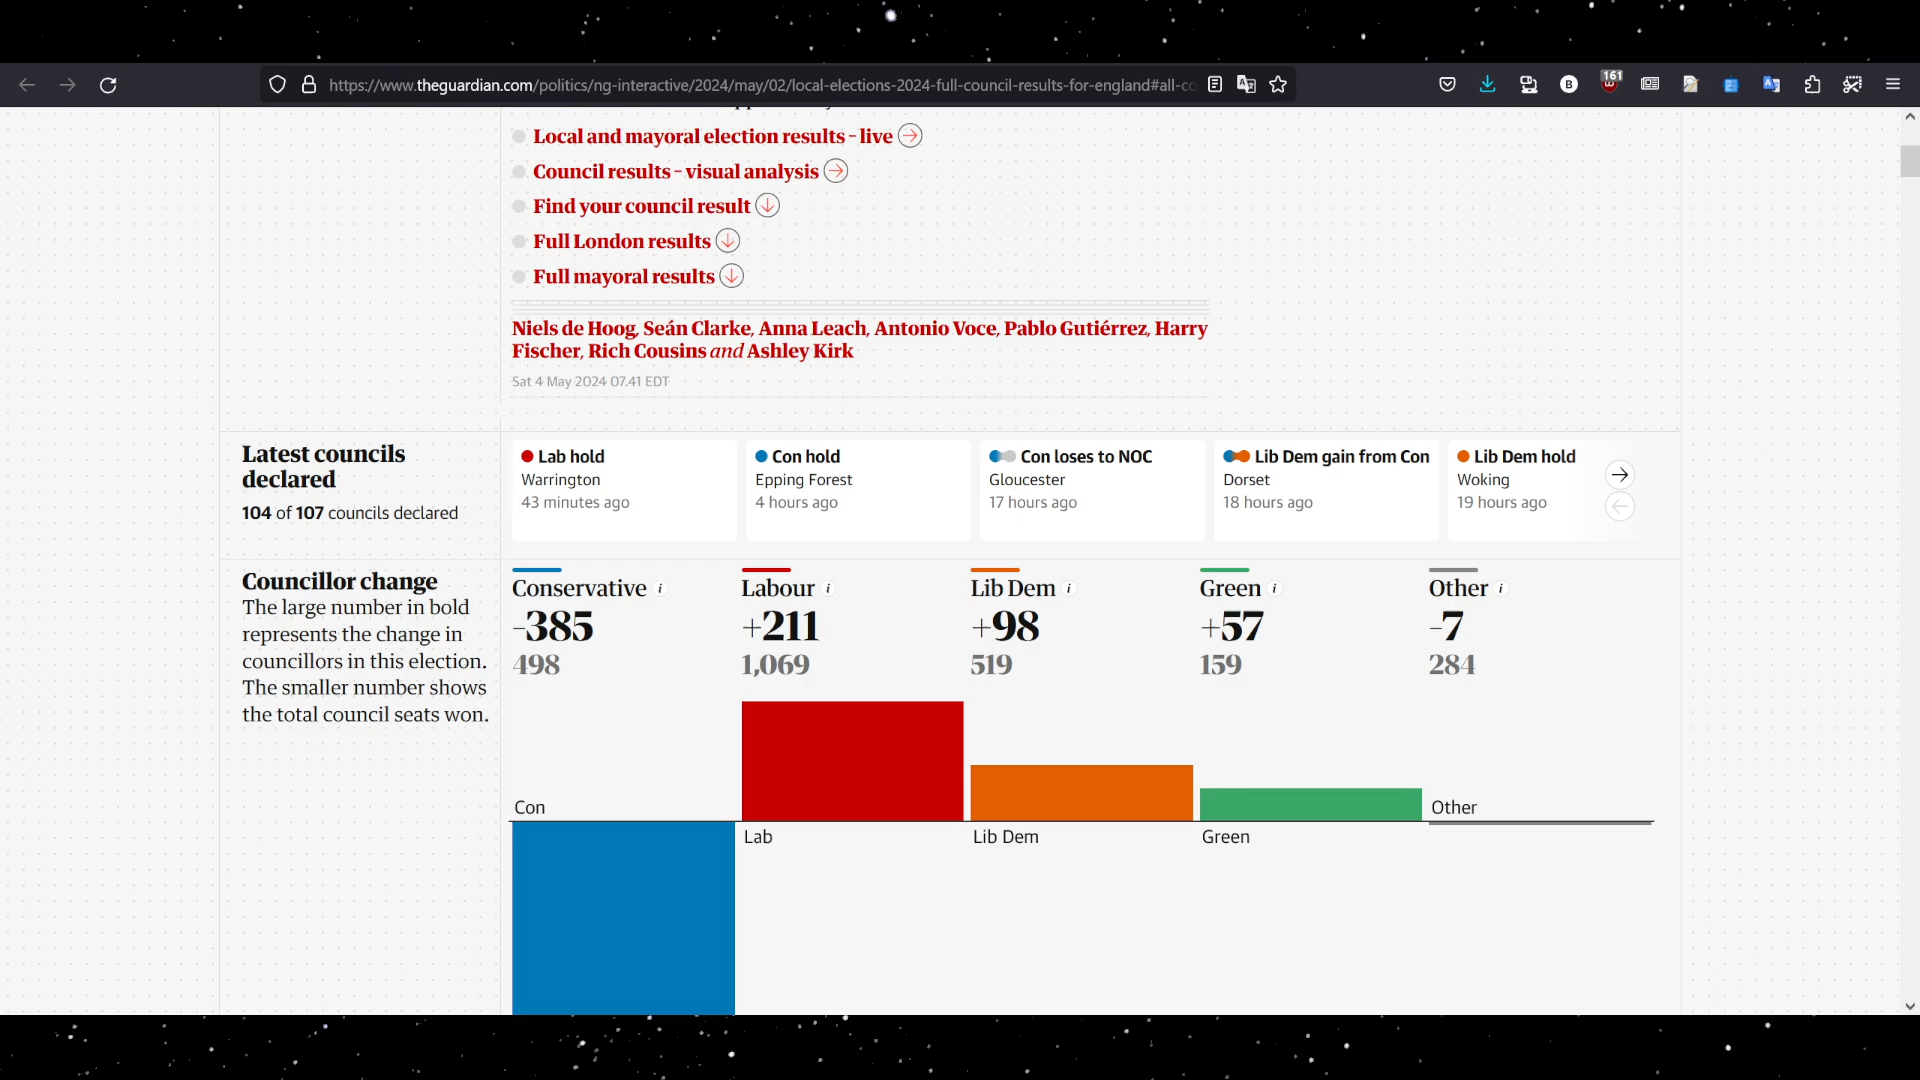 https://www.theguardian.com/politics/ng-interactive/2024/may/02/local-elections-2024-full-council-results-for-england#all-co
B
161
Local and mayoral election results – live
Council results – visual analysis
Find your council result
Full London results
Full mayoral results
Niels de Hoog, Seán Clarke, Anna Leach, Antonio Voce, Pablo Gutiérrez, Harry
Fischer, Rich Cousins and Ashley Kirk
Sat 4 May 2024 07.41 EDT
Latest councils
declared
104 of 107 councils declared
Lab hold
Warrington
43 minutes ago
Con hold
Epping Forest
4 hours ago
Con loses to NOC
Gloucester
17 hours ago
Lib Dem gain from Con
Dorset
18 hours ago
Lib Dem hold
Woking
19 hours ago
Councillor change
The large number in bold
represents the change in
councillors in this election.
The smaller number shows
the total council seats won.
Conservative i
-385
498
Labour i
+211
1,069
Lib Dem i
+98
519
Green i
+57
159
Other i
-7
284
Con
Lab
Lib Dem
Green
Other